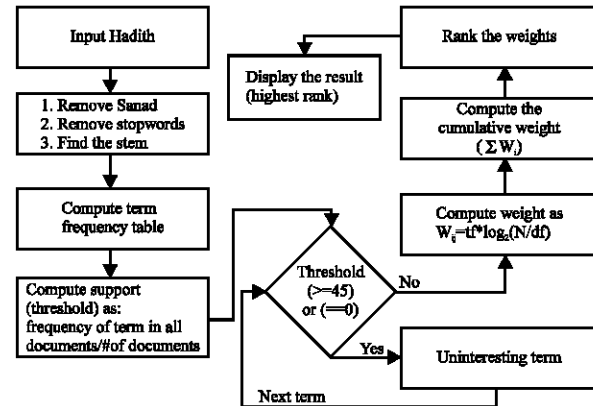 Input Hadith
1. Remove Sanad
2. Remove stopwords
3. Find the stem
Compute term
frequency table
Compute support
(threshold) as:
frequency of term in all
documents/#of documents
Threshold
(>=45)
or (==0)
Yes
No
Uninteresting term
Next term
Compute weight as
Wᵢⱼ=tf*log₂(N/df)
Compute the
cumulative weight
(∑Wᵢ)
Rank the weights
Display the result
(highest rank)